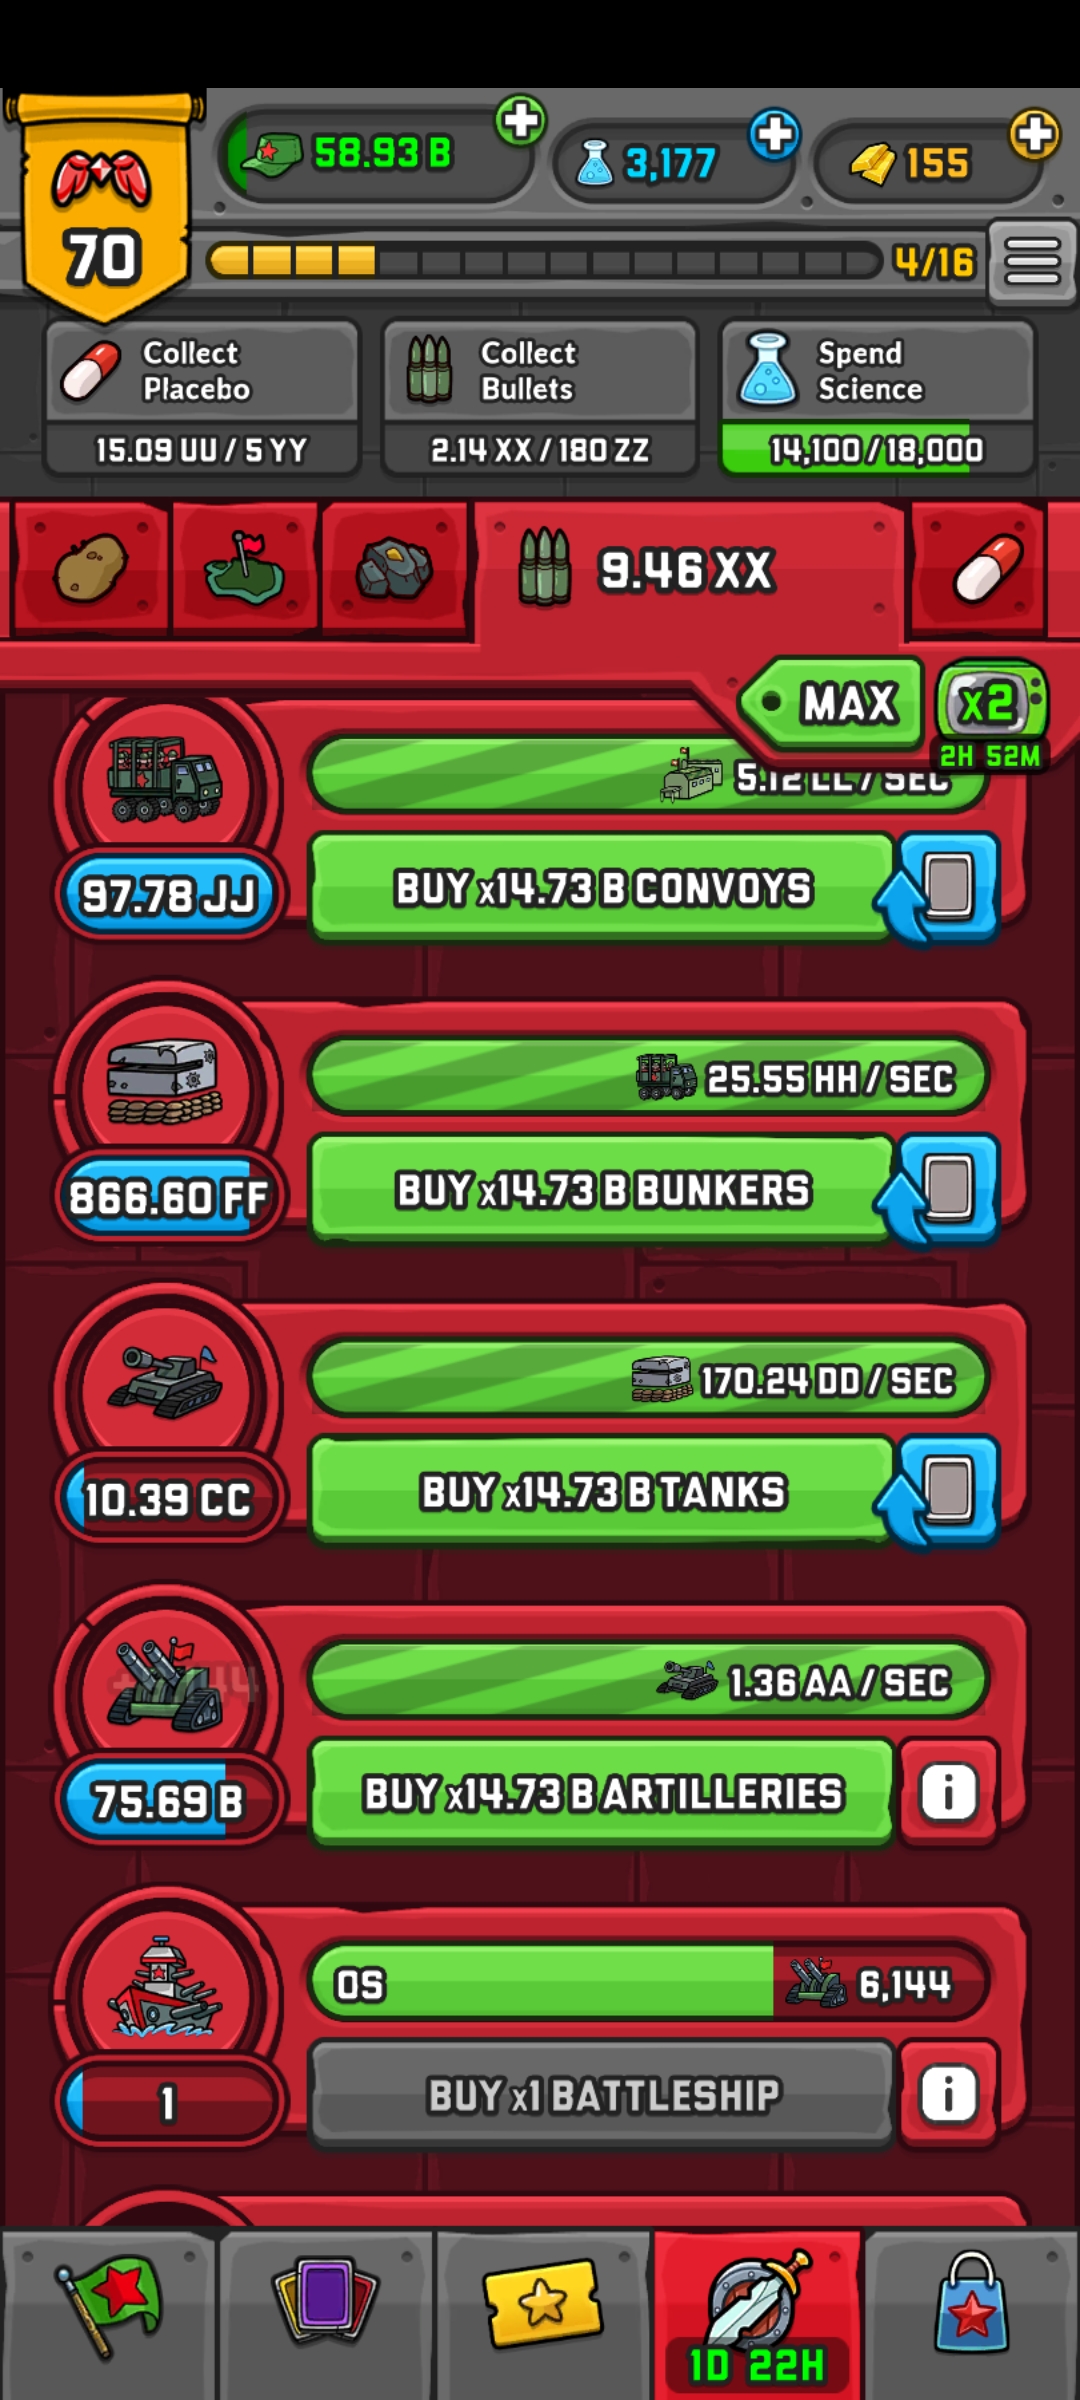 58.93 B
3,177
155
70
4/16
Collect
Placebo
Collect
Bullets
Spend
Science
15.09 UU / 5 YY
2.14 XX / 180 ZZ
14,100 / 18,000
9.46 XX
MAX
x2
2H 52M
5.12 LL / SEC
97.78 JJ
BUY x14.73 B CONVOYS
25.55 HH / SEC
866.60 FF
BUY x14.73 B BUNKERS
170.24 DD / SEC
10.39 CC
BUY x14.73 B TANKS
1.36 AA / SEC
75.69 B
BUY x14.73 B ARTILLERIES
i
0S
6,144
1
BUY x1 BATTLESHIP
i
1D 22H